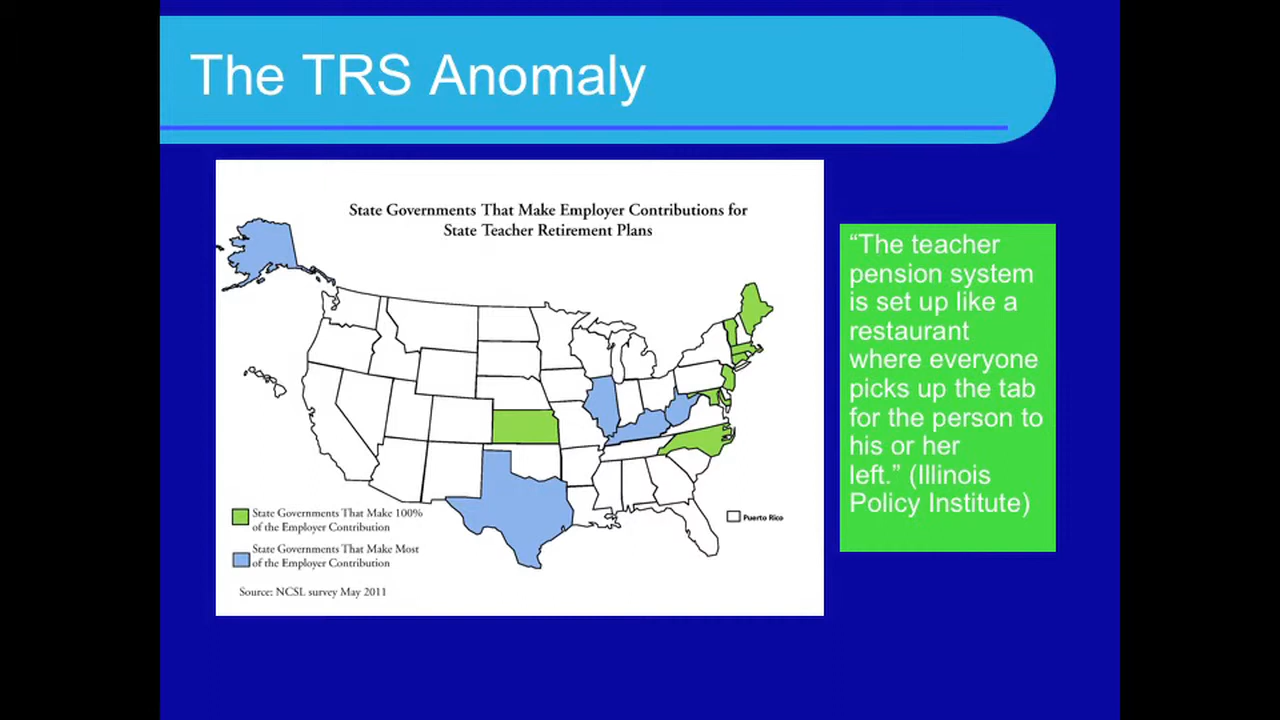 The TRS Anomaly
State Governments That Make Employer Contributions for
State Teacher Retirement Plans
“The teacher
pension system
is set up like a
restaurant
where everyone
picks up the tab
for the person to
his or her
left.” (Illinois
Policy Institute)
State Governments That Make 100%
of the Employer Contribution
State Governments That Make Most
of the Employer Contribution
Puerto Rico
Source: NCSL survey May 2011